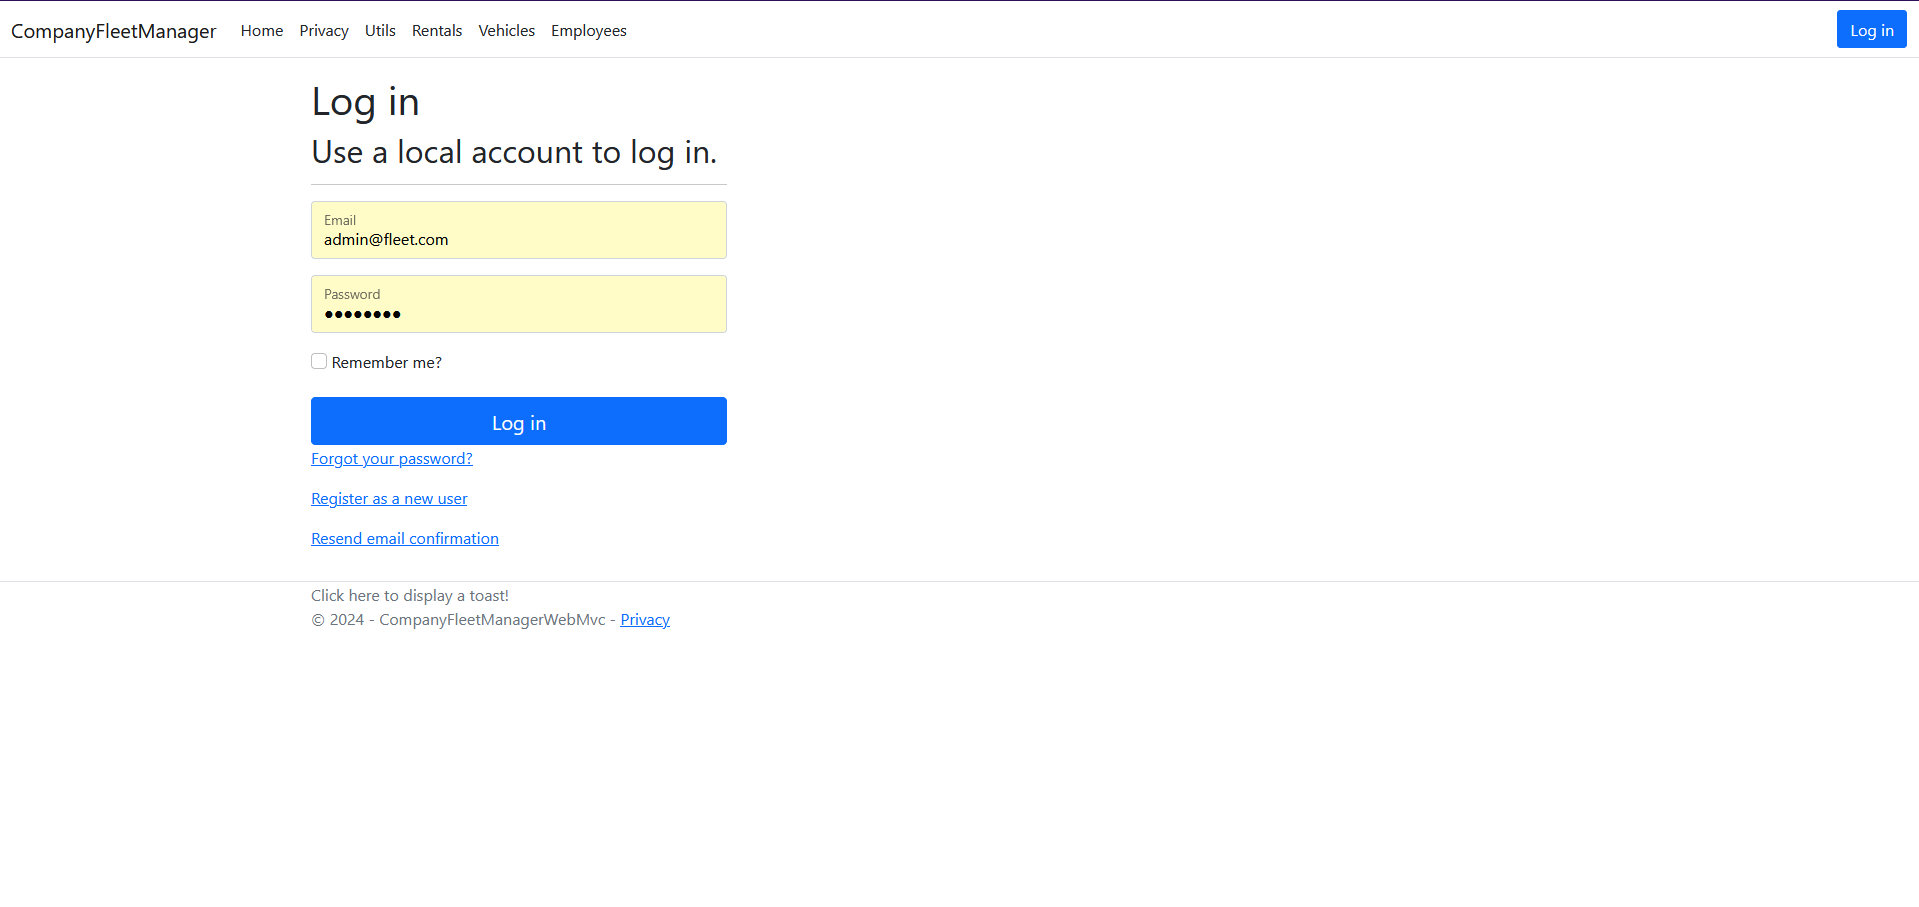 CompanyFleetManager Home Privacy Utils Rentals Vehicles Employees Log in
Log in
Use a local account to log in.
Email
admin@fleet.com
Password
●●●●●●●●
Remember me?
Log in
Forgot your password?
Register as a new user
Resend email confirmation
Click here to display a toast!
© 2024 - CompanyFleetManagerWebMvc - Privacy